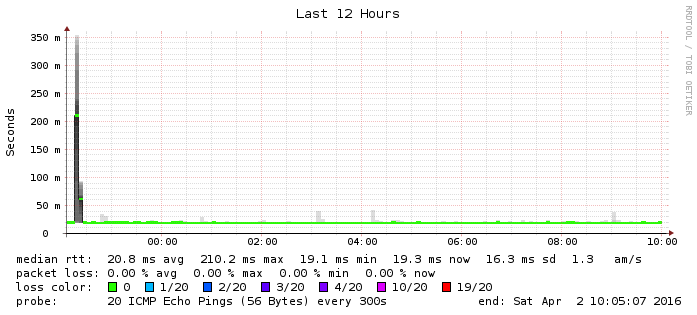 Last 12 Hours
RRDTOOL / TOBI OETIKER
Seconds
350 m
300 m
250 m
200 m
150 m
100 m
50 m
0
00:00 02:00 04:00 06:00 08:00 10:00
median rtt: 20.8 ms avg 210.2 ms max 19.1 ms min 19.3 ms now 16.3 ms sd 1.3 am/s
packet loss: 0.00 % avg 0.00 % max 0.00 % min 0.00 % now
loss color: 0 1/20 2/20 3/20 4/20 10/20 19/20
probe: 20 ICMP Echo Pings (56 Bytes) every 300s end: Sat Apr 2 10:05:07 2016